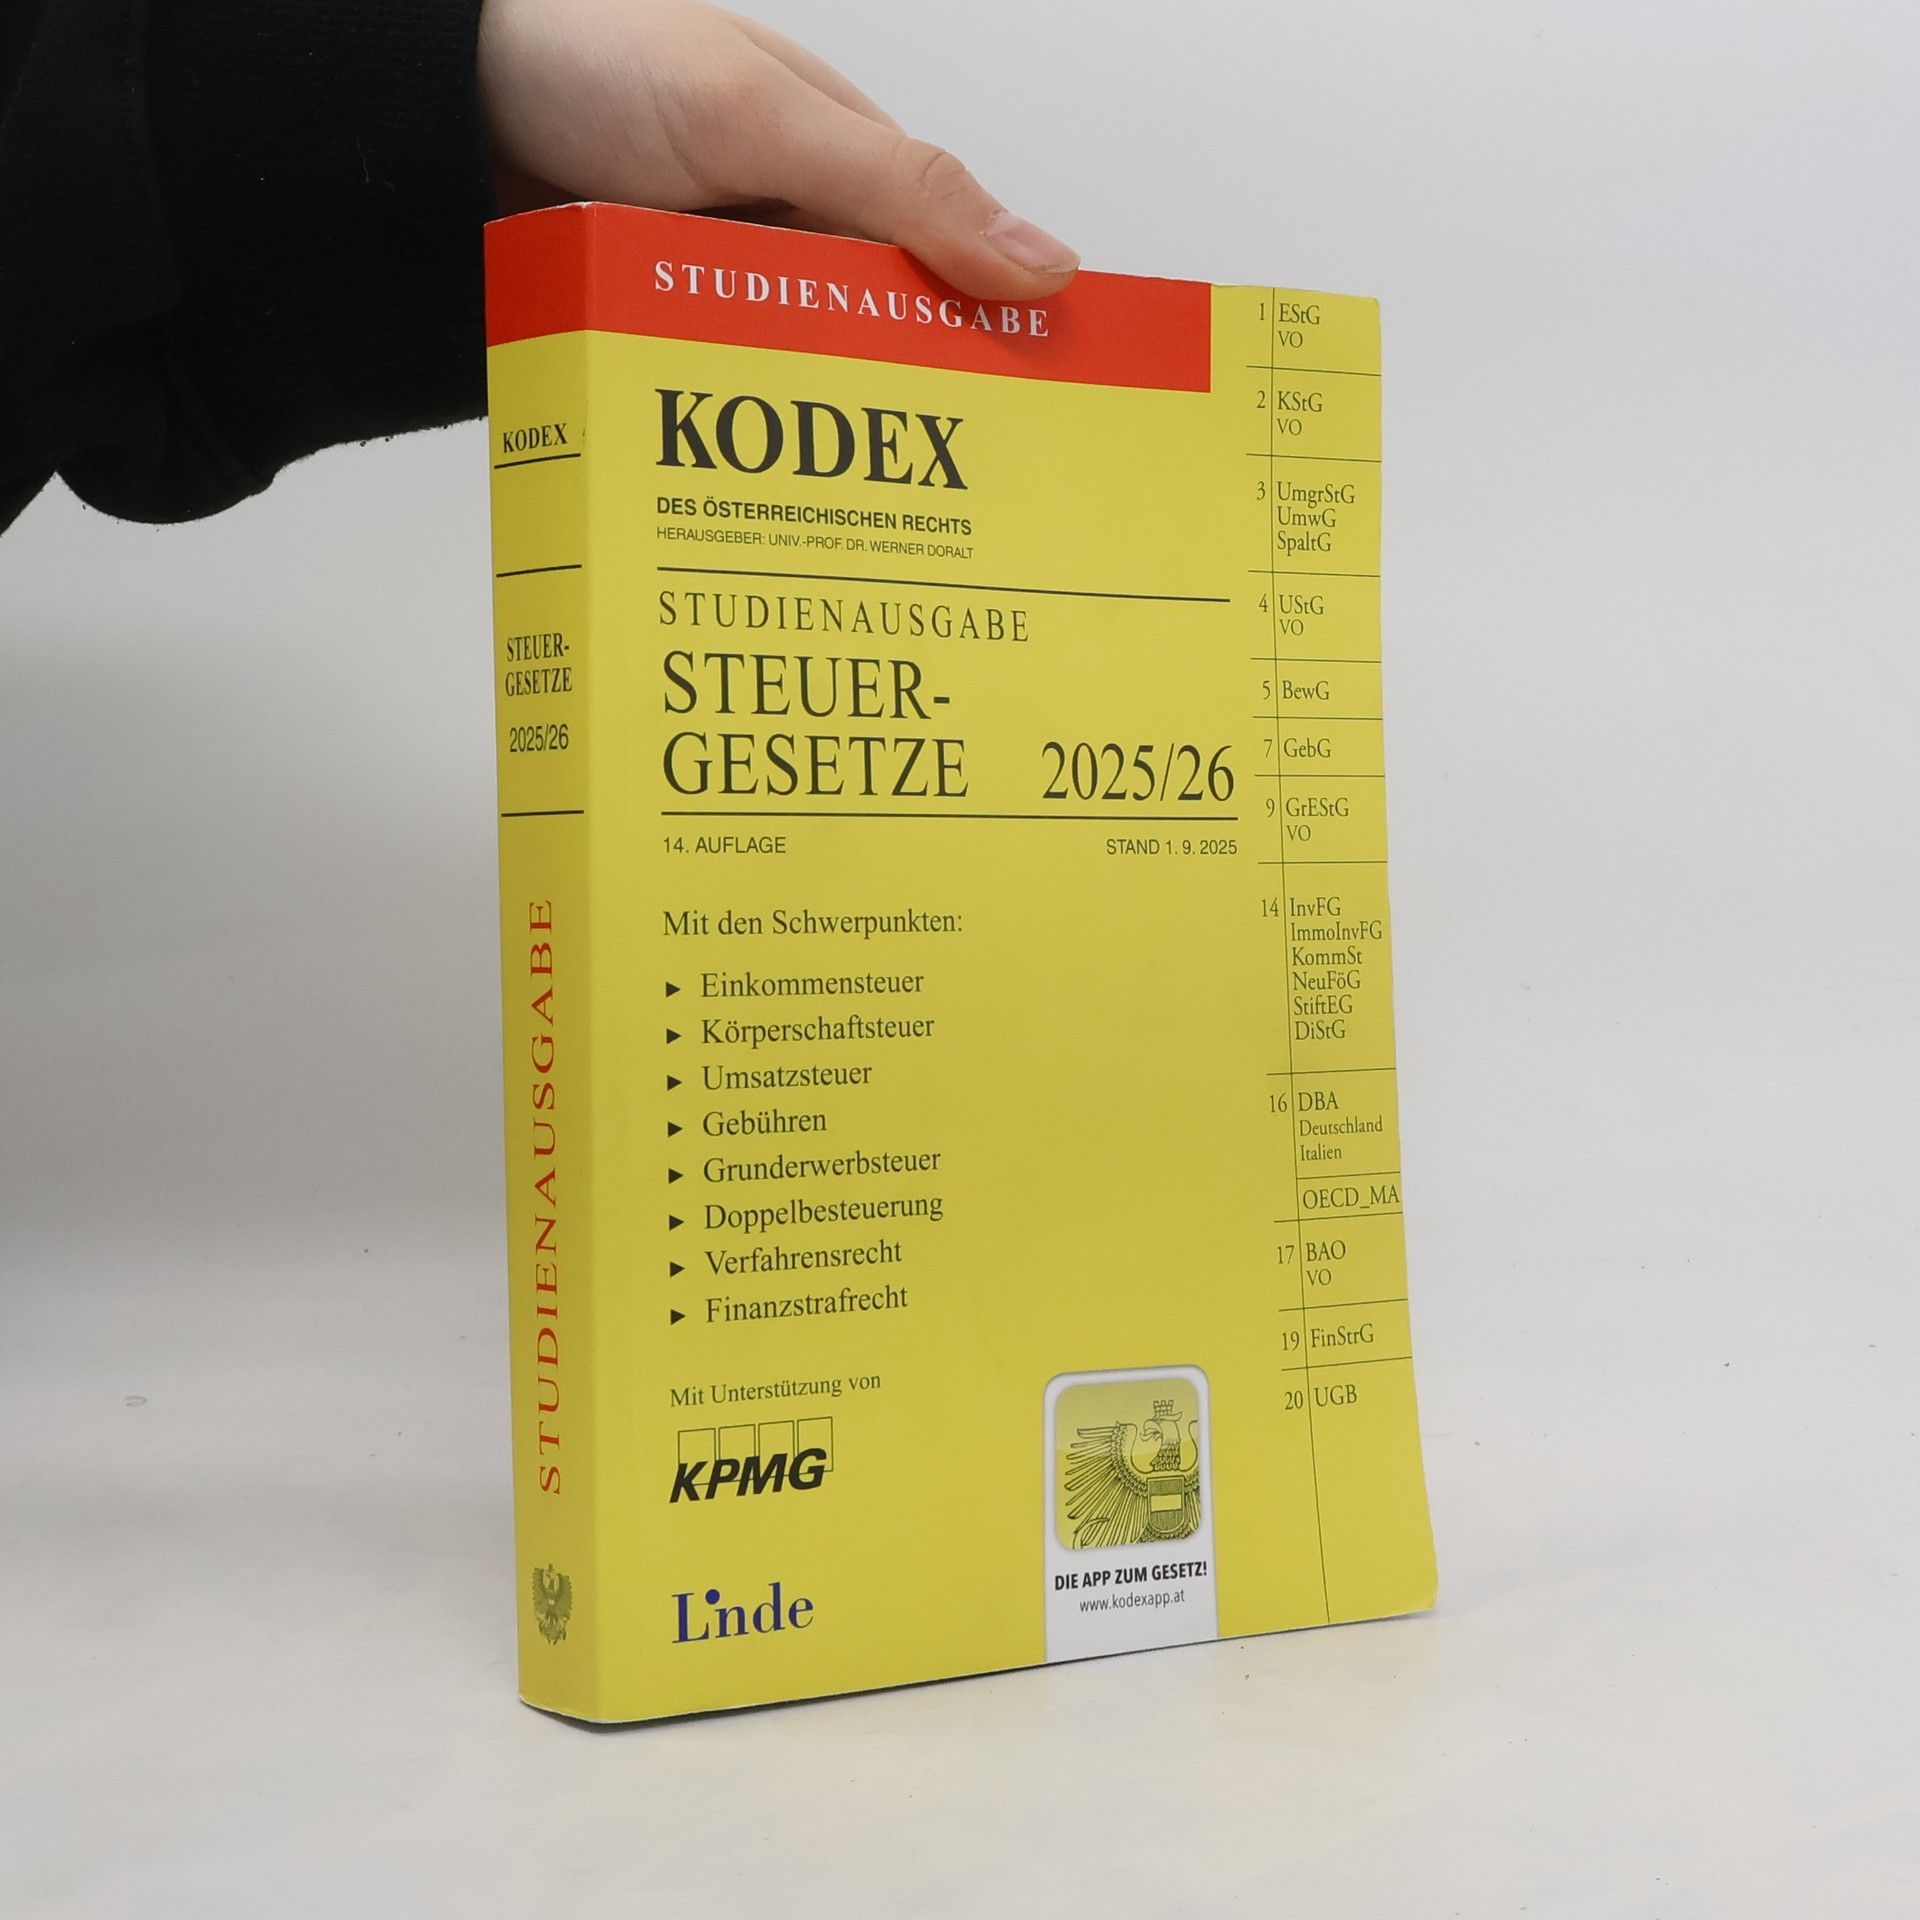 STUDIENAUSGABE
KODEX
DES ÖSTERREICHISCHEN RECHTS
HERAUSGEBER: UNIV.-PROF. DR. WERNER DORALT
STUDIENAUSGABE
STEUER-
GESETZE 2025/26
14. AUFLAGE STAND 1. 9. 2025
Mit den Schwerpunkten:
► Einkommensteuer
► Körperschaftsteuer
► Umsatzsteuer
► Gebühren
► Grunderwerbsteuer
► Doppelbesteuerung
► Verfahrensrecht
► Finanzstrafrecht
Mit Unterstützung von
KPMG
Linde
DIE APP ZUM GESETZ!
www.kodexapp.at
1 EStG
VO
2 KStG
VO
3 UmgrStG
UmwG
SpaltG
4 UStG
VO
5 BewG
7 GebG
9 GrEStG
VO
14 InvFG
ImmoInvFG
KommSt
NeuFöG
StiftEG
DiStG
16 DBA
Deutschland
Italien
OECD_MA
17 BAO
VO
19 FinStrG
20 UGB
KODEX
STEUER-
GESETZE
2025/26
STUDIENAUSGABE